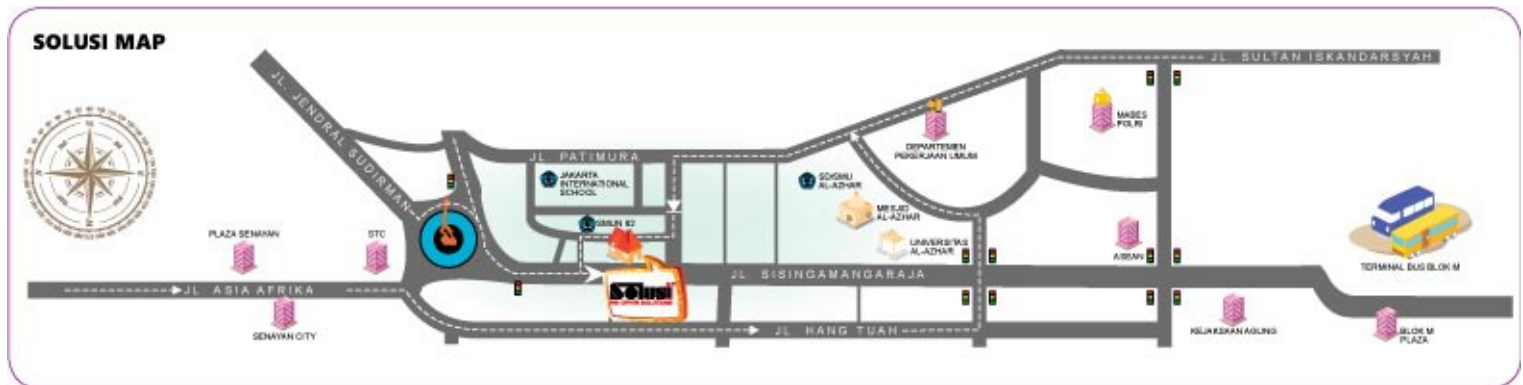 SOLUSI MAP
JL. SULTAN ISKANDARSYAH
JL. JENDRAL SUDIRMAN
MABES
POLRI
DEPARTEMEN
PEKERJAAN UMUM
JL. PATIMURA
JAKARTA
INTERNATIONAL
SCHOOL
SD/SMU
AL-AZHAR
MESJID
AL-AZHAR
SMUN 82
PLAZA SENAYAN
STC
UNIVERSITAS
AL-AZHAR
ASEAN
TERMINAL BUS BLOK M
JL. SISINGAMANGARAJA
JL. ASIA AFRIKA
SOlusi
SENAYAN CITY
JL. HANG TUAH
KEJAKSAAN AGUNG
BLOK M
PLAZA